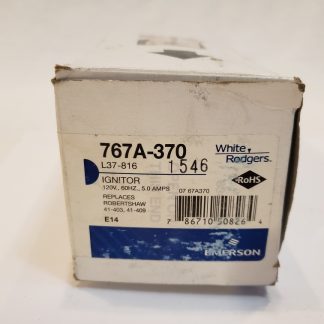 767A-370
L37-816
1546
White
Rodgers
IGNITOR
120V., 60HZ., 5.0 AMPS
07 67A370
RoHS
REPLACES
ROBERTSHAW
41-403, 41-409
E14
7 86710 50826 4
EMERSON